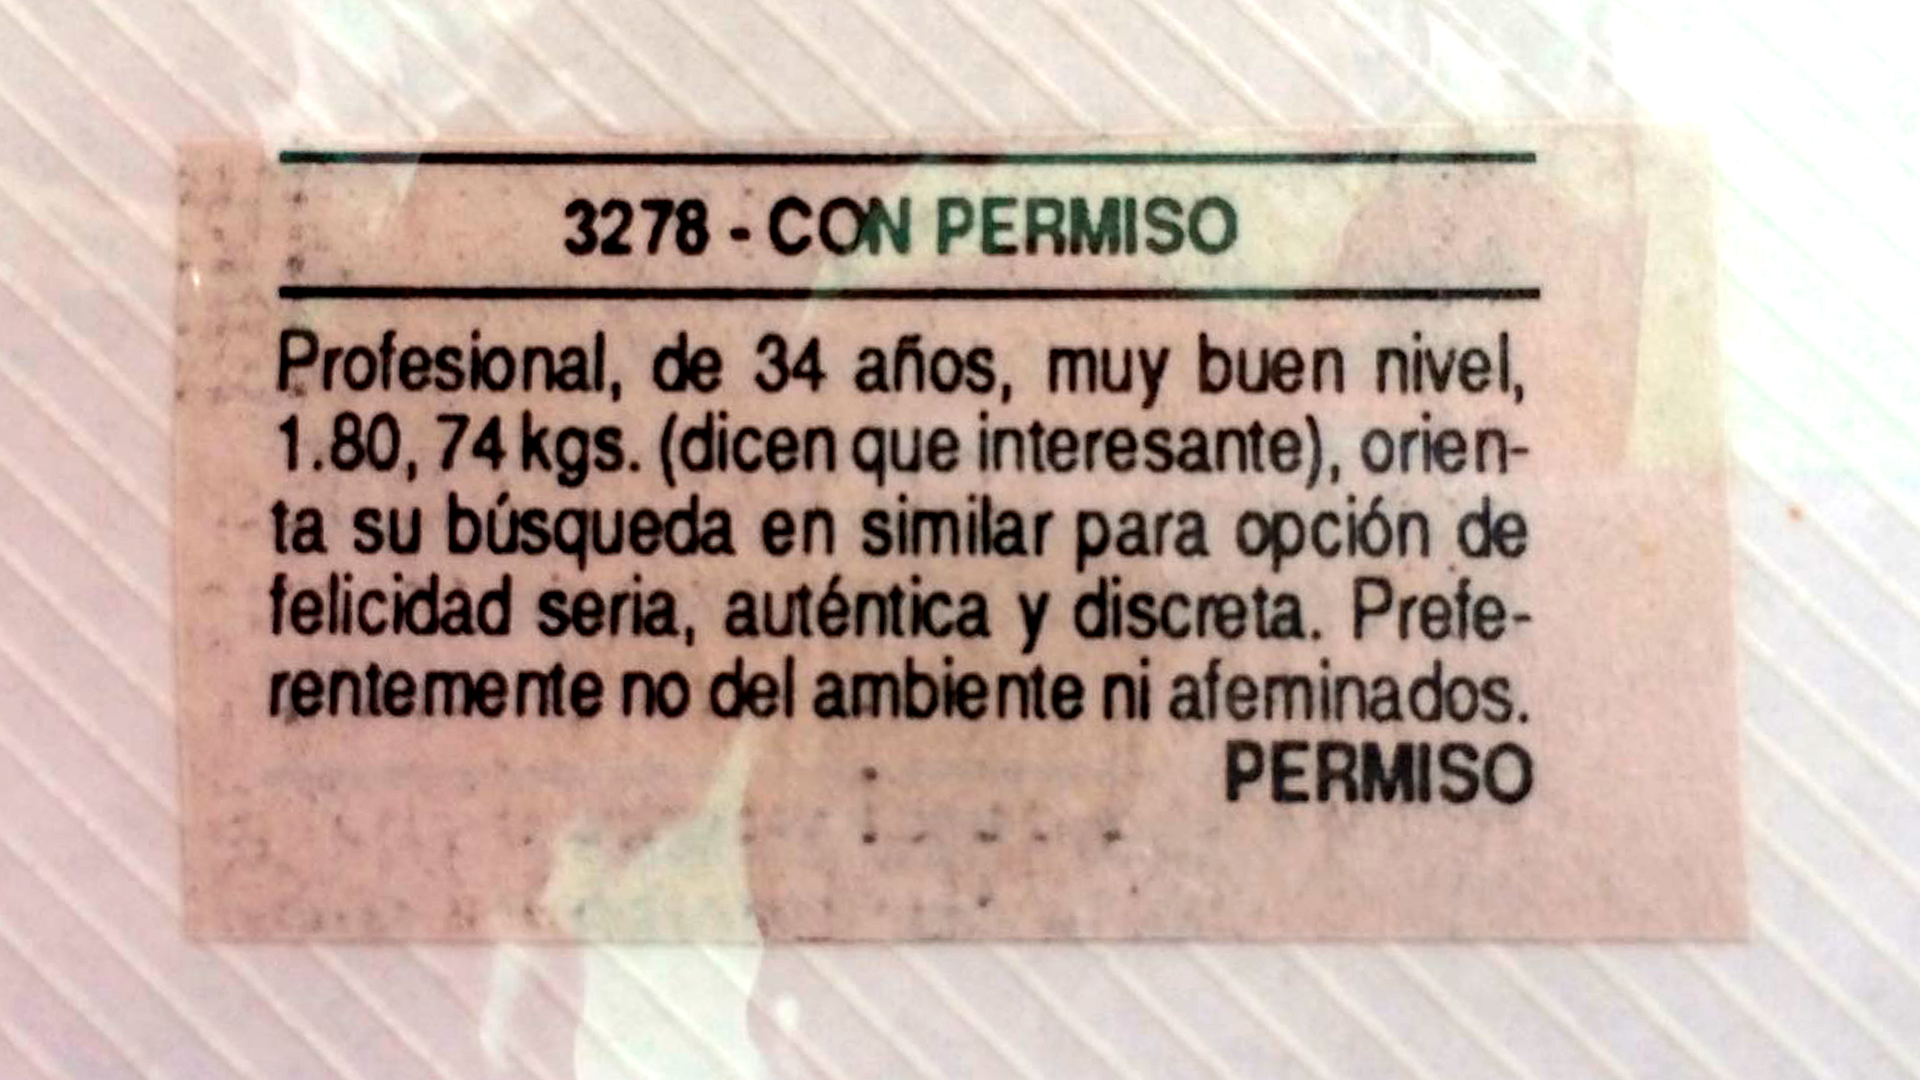 3278 - CON PERMISO
Profesional, de 34 años, muy buen nivel,
1.80, 74 kgs. (dicen que interesante), orien-
ta su búsqueda en similar para opción de
felicidad seria, auténtica y discreta. Prefe-
rentemente no del ambiente ni afeminados.
PERMISO